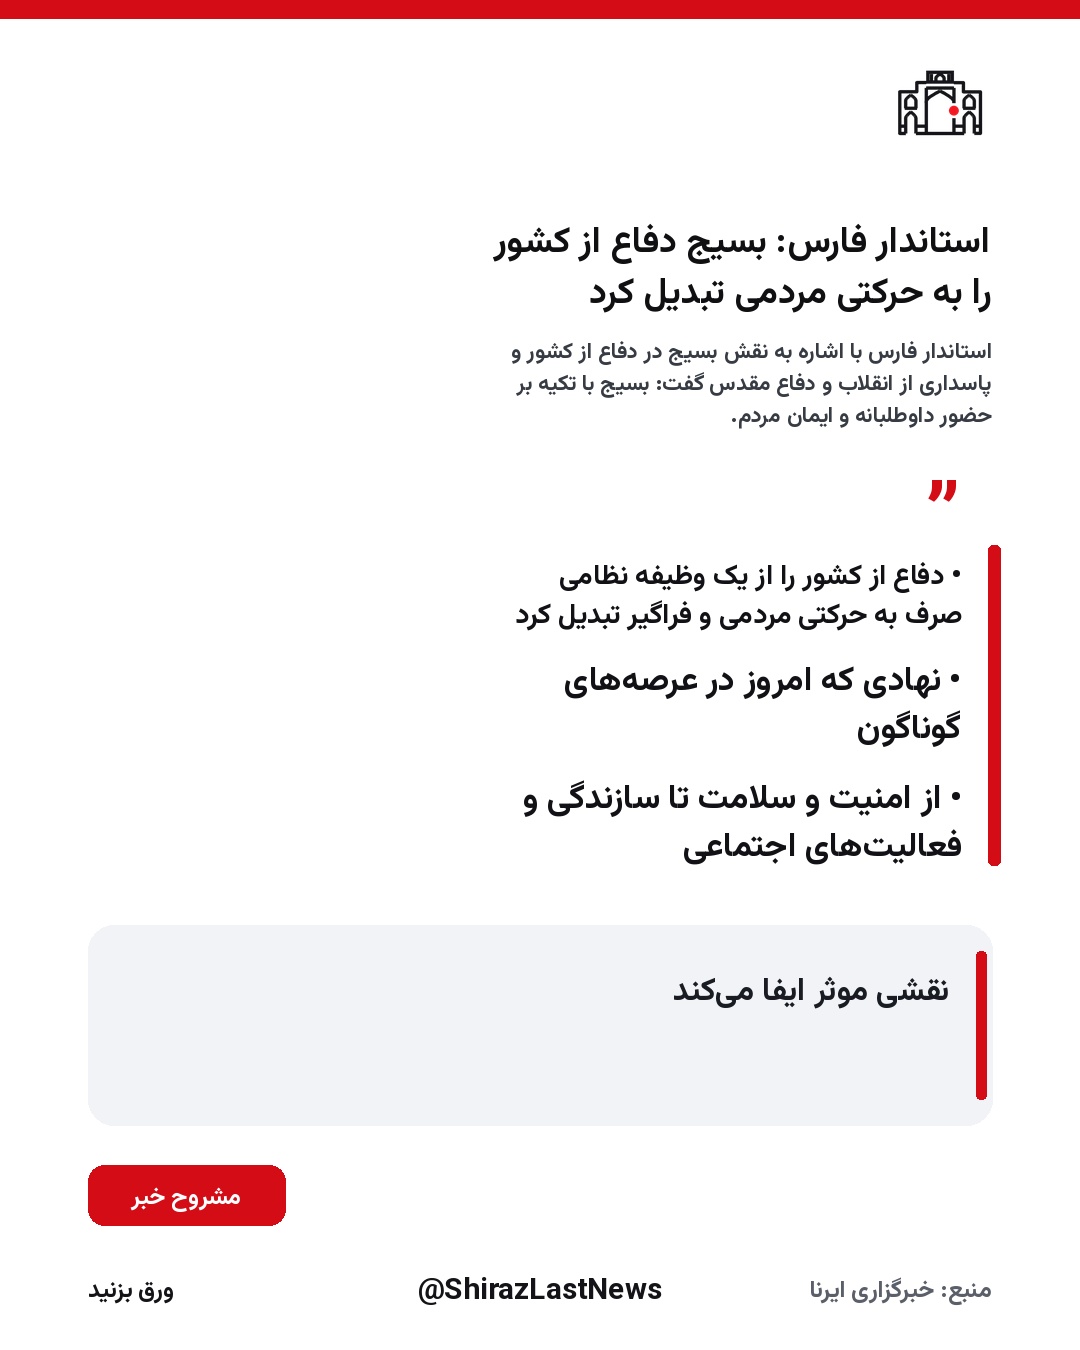 استاندار فارس: بسیج دفاع از کشور
را به حرکتی مردمی تبدیل کرد
استاندار فارس با اشاره به نقش بسیج در دفاع از کشور و
پاسداری از انقلاب و دفاع مقدس گفت: بسیج با تکیه بر
حضور داوطلبانه و ایمان مردم.
”
• دفاع از کشور را از یک وظیفه نظامی
صرف به حرکتی مردمی و فراگیر تبدیل کرد
• نهادی که امروز در عرصه‌های
گوناگون
• از امنیت و سلامت تا سازندگی و
فعالیت‌های اجتماعی
نقشی موثر ایفا می‌کند
مشروح خبر
منبع: خبرگزاری ایرنا
@ShirazLastNews
ورق بزنید